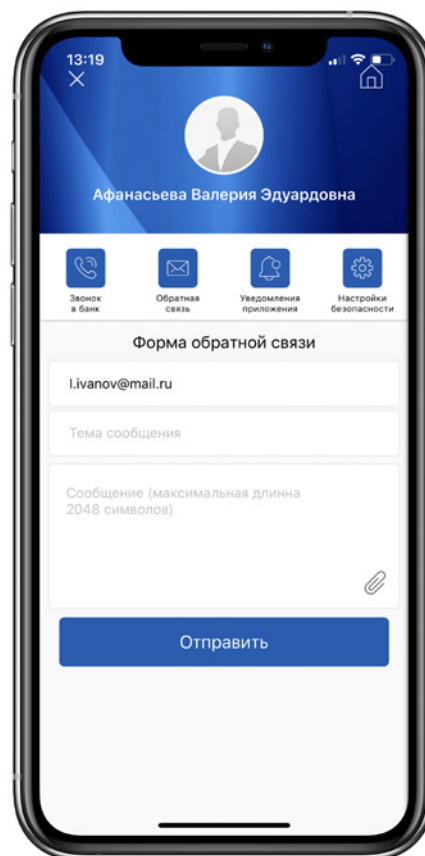 13:19
Афанасьева Валерия Эдуардовна
Звонок
в банк
Обратная
связь
Уведомления
приложения
Настройки
безопасности
Форма обратной связи
l.ivanov@mail.ru
Тема сообщения
Сообщение (максимальная длинна
2048 символов)
Отправить